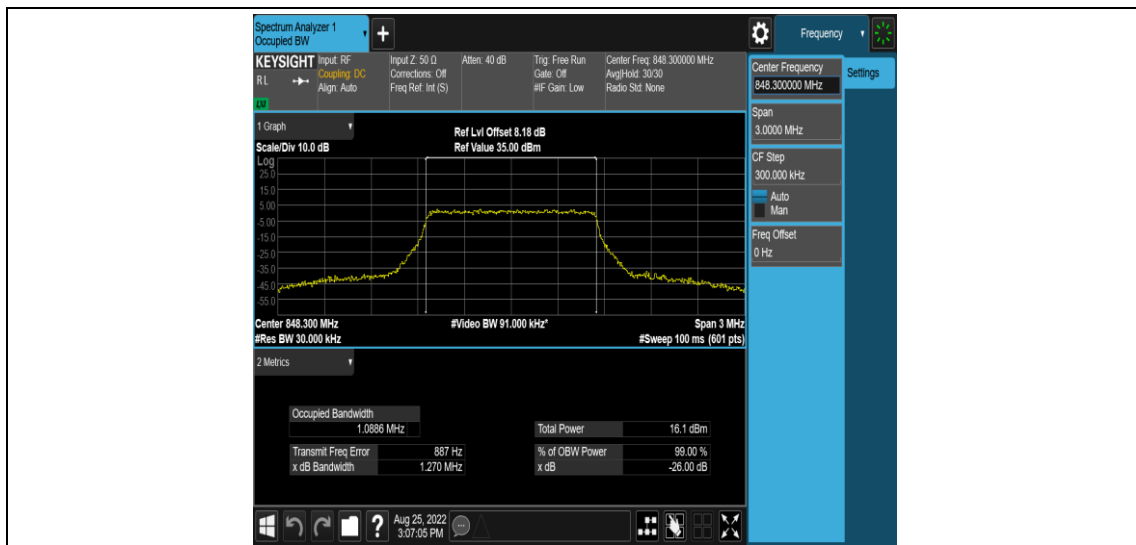 Spectrum Analyzer 1
Occupied BW
+
Frequency
KEYSIGHT
Input: RF
Input Z: 50 Ω
Atten: 40 dB
Trig: Free Run
Center Freq: 848.300000 MHz
RL
Coupling: DC
Corrections: Off
Gate: Off
Avg|Hold: 30/30
Align: Auto
Freq Ref: Int (S)
#IF Gain: Low
Radio Std: None
Center Frequency
848.300000 MHz
Settings
Span
3.0000 MHz
CF Step
300.000 kHz
Auto
Man
Freq Offset
0 Hz
1 Graph
Ref Lvl Offset 8.18 dB
Scale/Div 10.0 dB
Ref Value 35.00 dBm
Log
25.0
15.0
5.00
-5.00
-15.0
-25.0
-35.0
-45.0
-55.0
Center 848.300 MHz
#Video BW 91.000 kHz*
Span 3 MHz
#Res BW 30.000 kHz
#Sweep 100 ms (601 pts)
2 Metrics
Occupied Bandwidth
1.0886 MHz
Total Power
16.1 dBm
Transmit Freq Error
887 Hz
% of OBW Power
99.00 %
x dB Bandwidth
1.270 MHz
x dB
-26.00 dB
?
Aug 25, 2022
3:07:05 PM